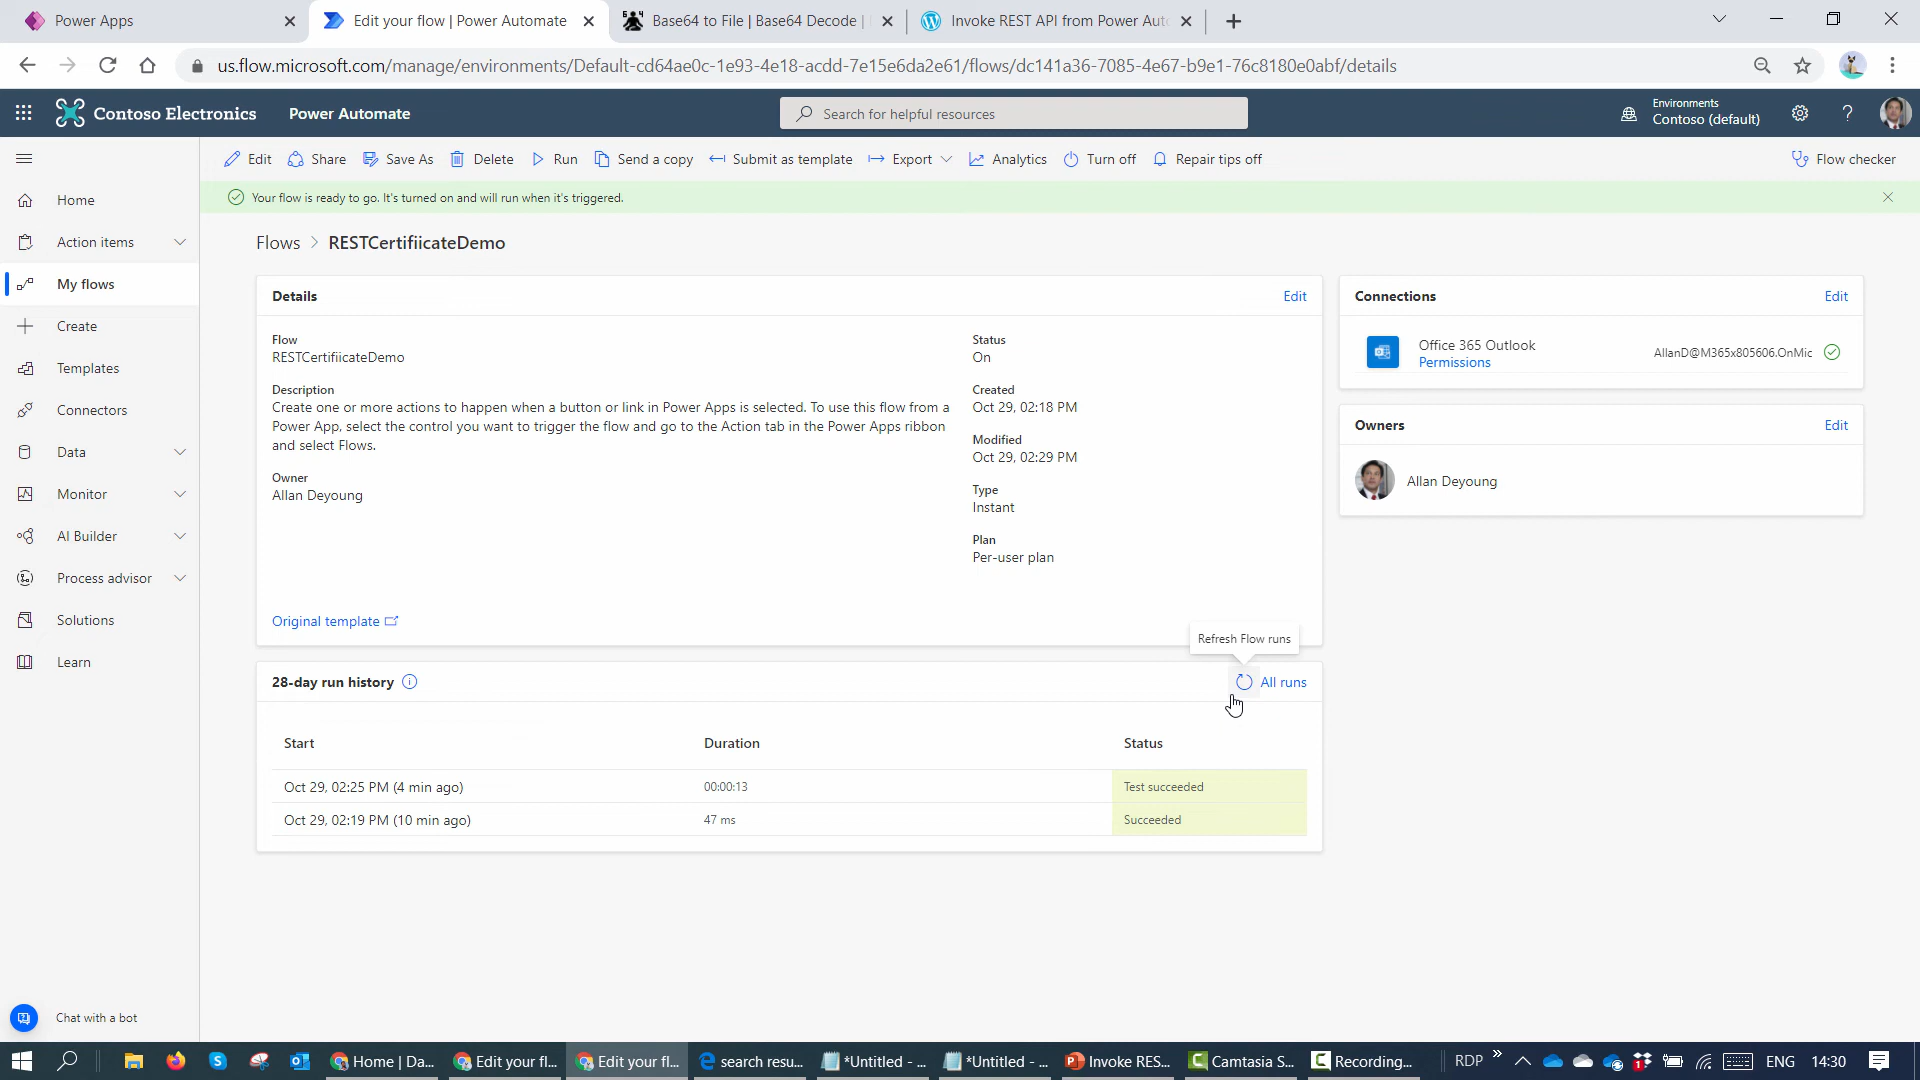 Power Apps
Edit your flow | Power Automate
Base64 to File | Base64 Decode |
Invoke REST API from Power Aut
us.flow.microsoft.com/manage/environments/Default-cd64ae0c-1e93-4e18-acdd-7e15e6da2e61/flows/dc141a36-7085-4e67-b9e1-76c8180e0abf/details
Contoso Electronics
Power Automate
Search for helpful resources
Environments
Contoso (default)
Edit
Share
Save As
Delete
Run
Send a copy
Submit as template
Export
Analytics
Turn off
Repair tips off
Flow checker
Your flow is ready to go. It's turned on and will run when it's triggered.
Home
Action items
My flows
Create
Templates
Connectors
Data
Monitor
AI Builder
Process advisor
Solutions
Learn
Chat with a bot
Flows > RESTCertifiicateDemo
Details
Edit
Flow
RESTCertifiicateDemo
Description
Create one or more actions to happen when a button or link in Power Apps is selected. To use this flow from a
Power App, select the control you want to trigger the flow and go to the Action tab in the Power Apps ribbon
and select Flows.
Owner
Allan Deyoung
Status
On
Created
Oct 29, 02:18 PM
Modified
Oct 29, 02:29 PM
Type
Instant
Plan
Per-user plan
Original template
Refresh Flow runs
Connections
Edit
Office 365 Outlook
Permissions
AllanD@M365x805606.OnMic
Owners
Edit
Allan Deyoung
28-day run history
All runs
Start Duration Status
Oct 29, 02:25 PM (4 min ago) 00:00:13 Test succeeded
Oct 29, 02:19 PM (10 min ago) 47 ms Succeeded
Home | Da...
Edit your fl...
Edit your fl...
search resu...
*Untitled - ...
*Untitled - ...
Invoke RES...
Camtasia S...
Recording...
RDP
ENG
14:30